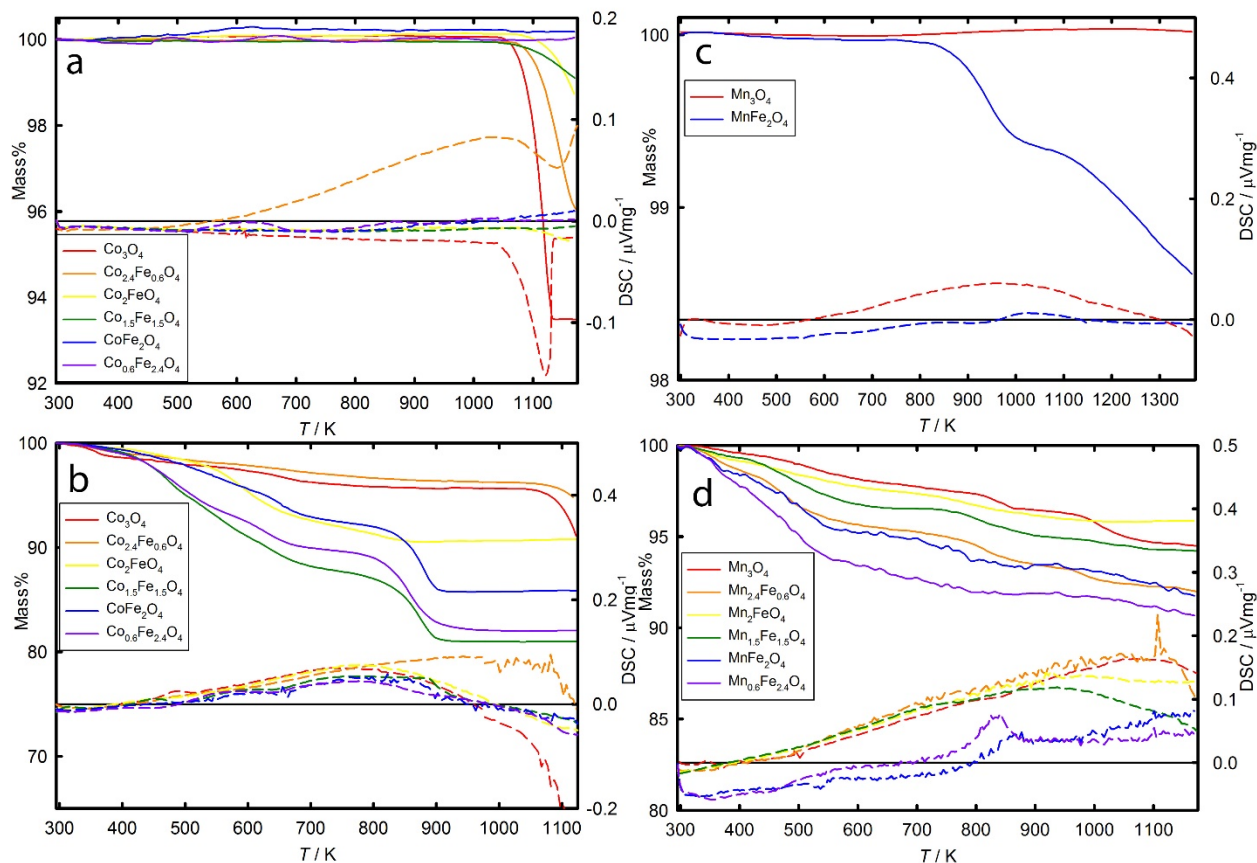 a
Mass%
100
98
96
94
92
0.2
0.1
0.0
-0.1
DSC / μVmg-1
Co3O4
Co2.4Fe0.6O4
Co2FeO4
Co1.5Fe1.5O4
CoFe2O4
Co0.6Fe2.4O4
300 400 500 600 700 800 900 1000 1100
T / K
c
Mass%
100
99
98
0.4
0.2
0.0
DSC / μVmg-1
Mn3O4
MnFe2O4
300 400 500 600 700 800 900 1000 1100 1200 1300
T / K
b
Mass%
100
90
80
70
0.4
0.2
0.0
-0.2
DSC / μVmg-1
Co3O4
Co2.4Fe0.6O4
Co2FeO4
Co1.5Fe1.5O4
CoFe2O4
Co0.6Fe2.4O4
300 400 500 600 700 800 900 1000 1100
T / K
d
Mass%
100
95
90
85
80
0.5
0.4
0.3
0.2
0.1
0.0
DSC / μVmg-1
Mn3O4
Mn2.4Fe0.6O4
Mn2FeO4
Mn1.5Fe1.5O4
MnFe2O4
Mn0.6Fe2.4O4
300 400 500 600 700 800 900 1000 1100
T / K